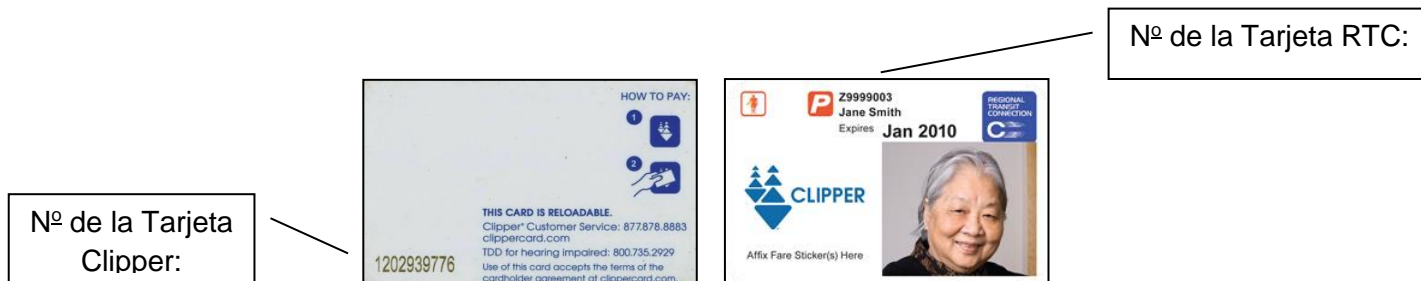 Nº de la Tarjeta RTC:
HOW TO PAY:
1
2
THIS CARD IS RELOADABLE.
Clipper® Customer Service: 877.878.8883
clippercard.com
TDD for hearing impaired: 800.735.2929
Use of this card accepts the terms of the
cardholder agreement at clippercard.com.
1202939776
P
Z9999003
Jane Smith
Expires Jan 2010
REGIONAL
TRANSIT
CONNECTION
C
CLIPPER
Affix Fare Sticker(s) Here
Nº de la Tarjeta
Clipper: